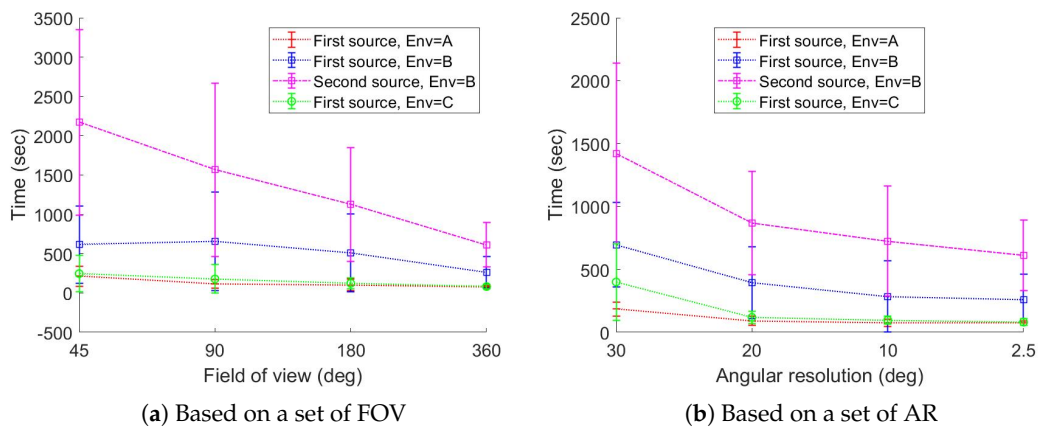 3500
3000
2500
2000
1500
1000
500
0
-500
Time (sec)
First source, Env=A
First source, Env=B
Second source, Env=B
First source, Env=C
45
90
180
360
Field of view (deg)
(a) Based on a set of FOV
2500
2000
1500
1000
500
0
Time (sec)
First source, Env=A
First source, Env=B
Second source, Env=B
First source, Env=C
30
20
10
2.5
Angular resolution (deg)
(b) Based on a set of AR